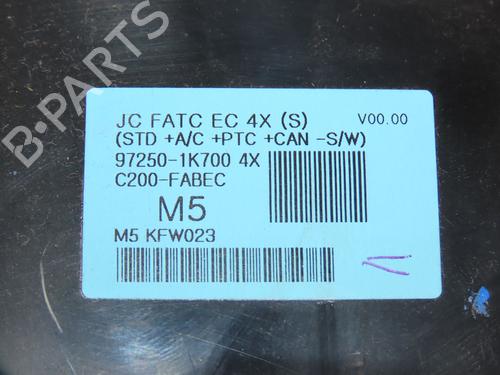 B-PARTS
JC FATC EC 4X (S) V00.00
(STD +A/C +PTC +CAN -S/W)
97250-1K700 4X
C200-FABEC
M5
M5 KFW023